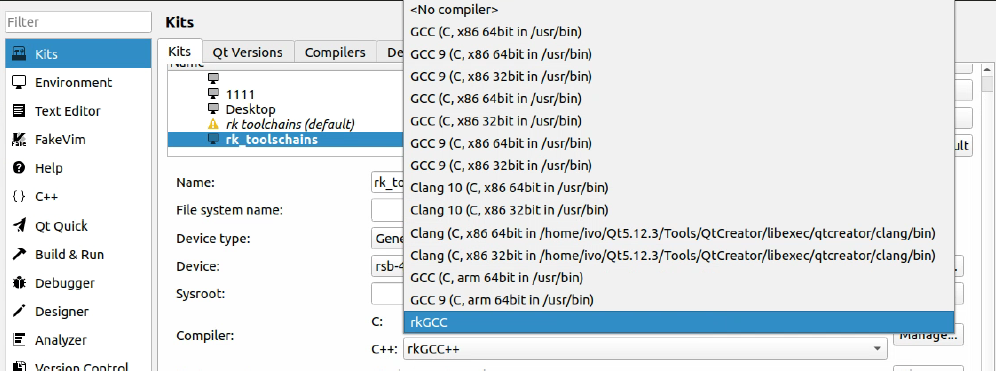 Filter
Kits
Environment
Text Editor
FakeVim
Help
C++
Qt Quick
Build & Run
Debugger
Designer
Analyzer
Version Control
Kits
Kits
Qt Versions
Compilers
De
Name
1111
Desktop
rk toolchains (default)
rk_toolschains
ult
Name:
rk_to
File system name:
Device type:
Gene
Device:
rsb-4
Sysroot:
Compiler:
C:
C++:
rkGCC++
Manage...
<No compiler>
GCC (C, x86 64bit in /usr/bin)
GCC 9 (C, x86 64bit in /usr/bin)
GCC 9 (C, x86 32bit in /usr/bin)
GCC (C, x86 64bit in /usr/bin)
GCC (C, x86 32bit in /usr/bin)
GCC 9 (C, x86 64bit in /usr/bin)
GCC 9 (C, x86 32bit in /usr/bin)
Clang 10 (C, x86 64bit in /usr/bin)
Clang 10 (C, x86 32bit in /usr/bin)
Clang (C, x86 64bit in /home/ivo/Qt5.12.3/Tools/QtCreator/libexec/qtcreator/clang/bin)
Clang (C, x86 32bit in /home/ivo/Qt5.12.3/Tools/QtCreator/libexec/qtcreator/clang/bin)
GCC (C, arm 64bit in /usr/bin)
GCC 9 (C, arm 64bit in /usr/bin)
rkGCC